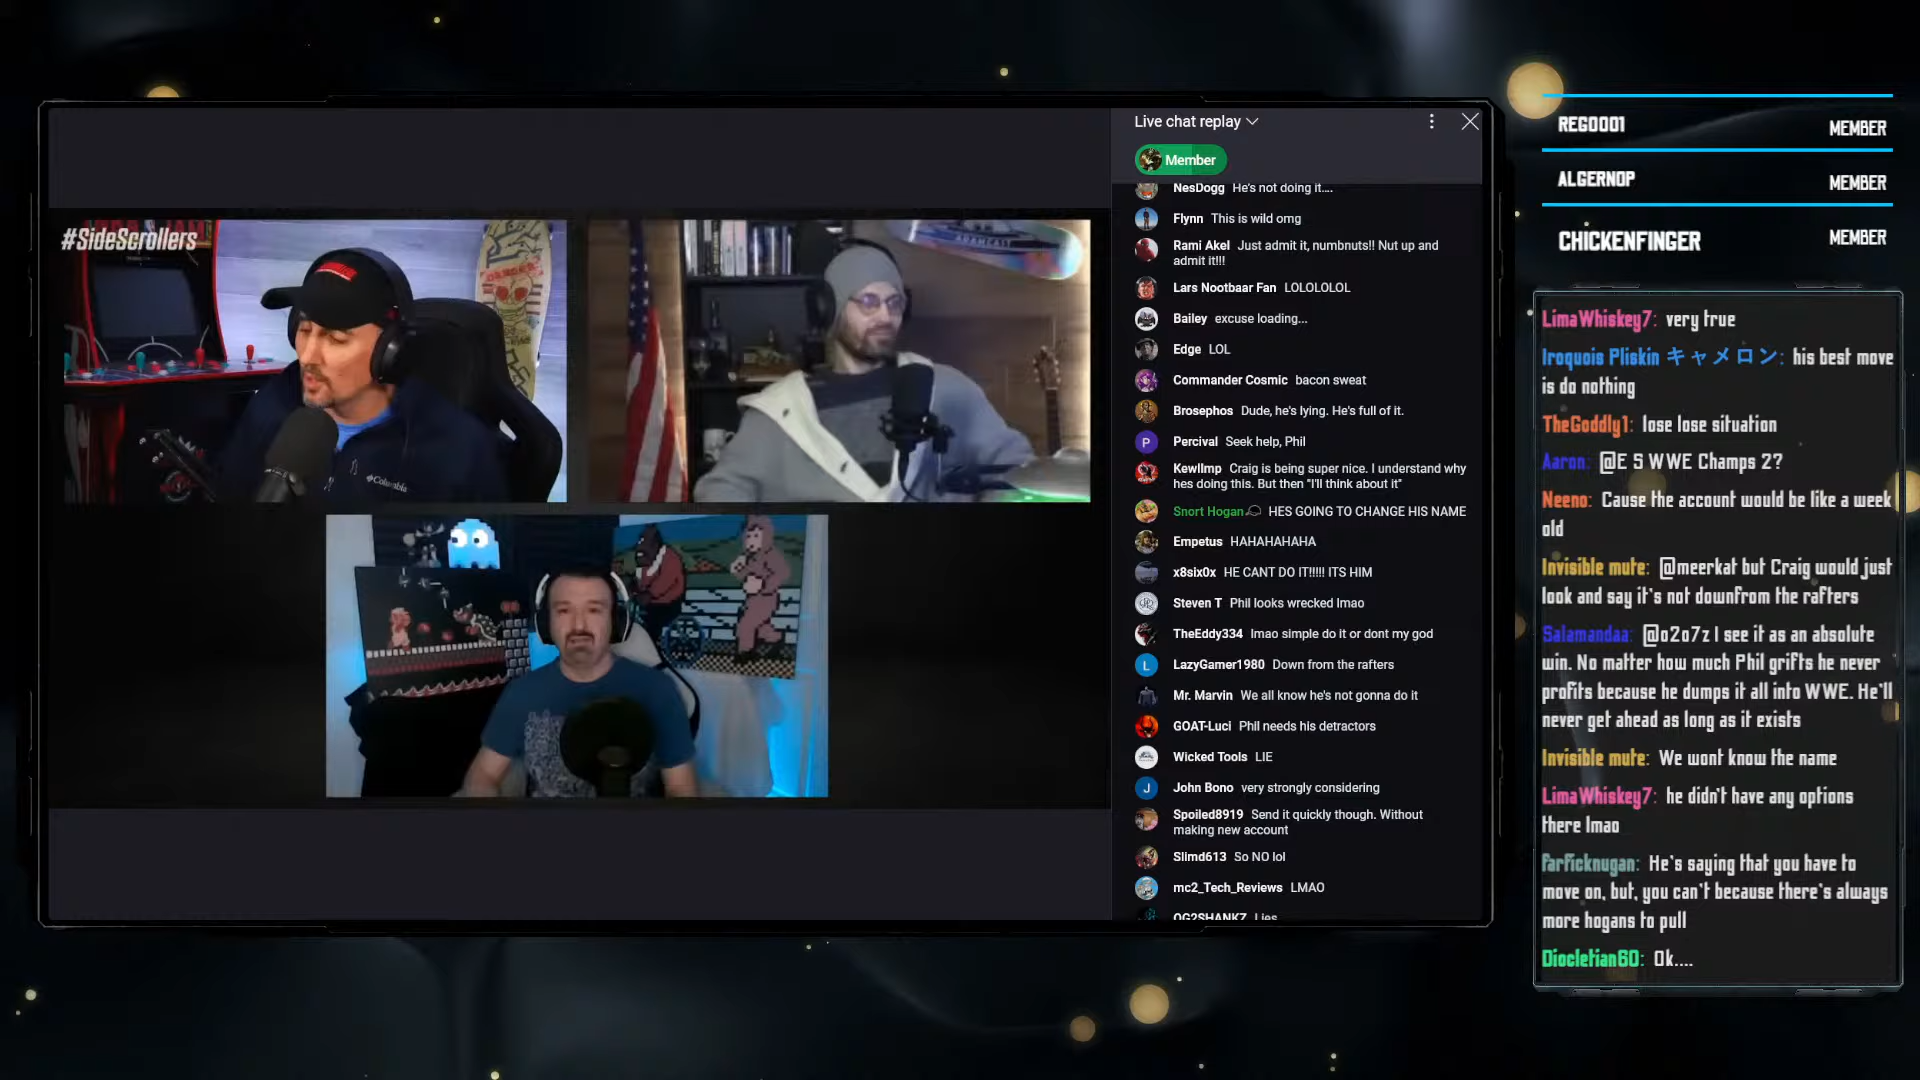 #SideScrollers
Columbia
Live chat replay
Member
NesDogg He's not doing it....
Flynn This is wild omg
Rami Akel Just admit it, numbnuts!! Nut up and
admit it!!!
Lars Nootbaar Fan LOLOLOLOL
Bailey excuse loading...
Edge LOL
Commander Cosmic bacon sweat
Brosephos Dude, he's lying. He's full of it.
P
Percival Seek help, Phil
KewlImp Craig is being super nice. I understand why
hes doing this. But then "I'll think about it"
Snort Hogan HES GOING TO CHANGE HIS NAME
Empetus HAHAHAHAHA
x8six0x HE CANT DO IT!!!!! ITS HIM
Steven T Phil looks wrecked lmao
TheEddy334 lmao simple do it or dont my god
L
LazyGamer1980 Down from the rafters
Mr. Marvin We all know he's not gonna do it
GOAT-Luci Phil needs his detractors
Wicked Tools LIE
J
John Bono very strongly considering
Spoiled8919 Send it quickly though. Without
making new account
Slimd613 So NO lol
mc2_Tech_Reviews LMAO
OG2SHANKZ Lies
REG0001 MEMBER
ALGERNOP MEMBER
CHICKENFINGER MEMBER
LimaWhiskey7: very true
Iroquois Pliskin キャメロン: his best move
is do nothing
TheGoddly1: lose lose situation
Aaron: @E S WWE Champs 2?
Neeno: Cause the account would be like a week
old
Invisible mute: @meerkat but Craig would just
look and say it's not downfrom the rafters
Salamandaa: @o2o7z I see it as an absolute
win. No matter how much Phil grifts he never
profits because he dumps it all into WWE. He'll
never get ahead as long as it exists
Invisible mute: We wont know the name
LimaWhiskey7: he didn't have any options
there lmao
farficknugan: He's saying that you have to
move on, but, you can't because there's always
more hogans to pull
Diocletian60: Ok....